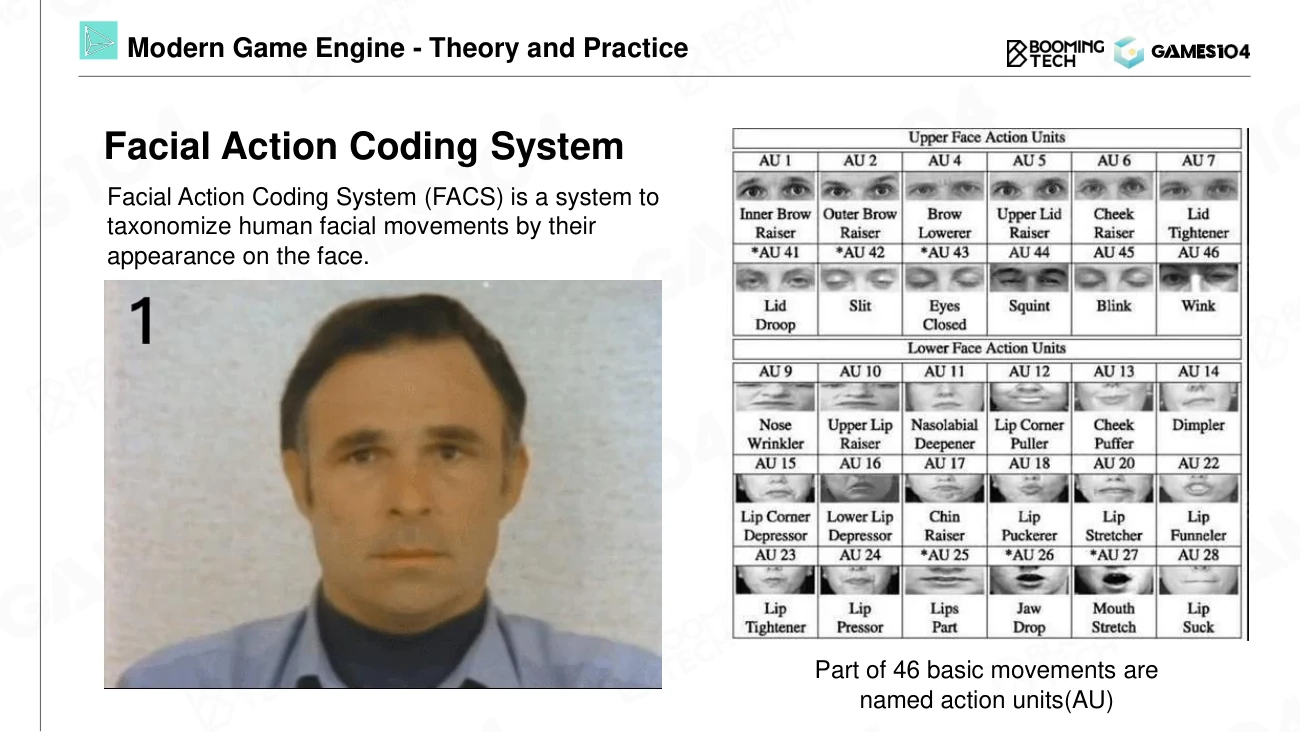 Modern Game Engine - Theory and Practice
BOOMING
TECH
GAMES104
Facial Action Coding System
Facial Action Coding System (FACS) is a system to
taxonomize human facial movements by their
appearance on the face.
1
Upper Face Action Units
AU 1 AU 2 AU 4 AU 5 AU 6 AU 7
Inner Brow Outer Brow Brow Upper Lid Cheek Lid
Raiser Raiser Lowerer Raiser Raiser Tightener
*AU 41 *AU 42 *AU 43 AU 44 AU 45 AU 46
Lid Slit Eyes Squint Blink Wink
Droop Closed
Lower Face Action Units
AU 9 AU 10 AU 11 AU 12 AU 13 AU 14
Nose Upper Lip Nasolabial Lip Corner Cheek Dimpler
Wrinkler Raiser Deepener Puller Puffer
AU 15 AU 16 AU 17 AU 18 AU 20 AU 22
Lip Corner Lower Lip Chin Lip Lip Lip
Depressor Depressor Raiser Puckerer Stretcher Funneler
AU 23 AU 24 *AU 25 *AU 26 *AU 27 AU 28
Lip Lip Lips Jaw Mouth Lip
Tightener Pressor Part Drop Stretch Suck
Part of 46 basic movements are
named action units(AU)